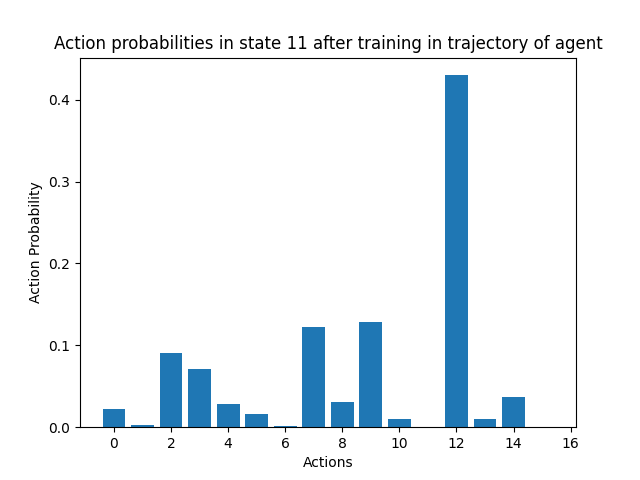 Action probabilities in state 11 after training in trajectory of agent
Action Probability
0.4
0.3
0.2
0.1
0.0
0 2 4 6 8 10 12 14 16
Actions